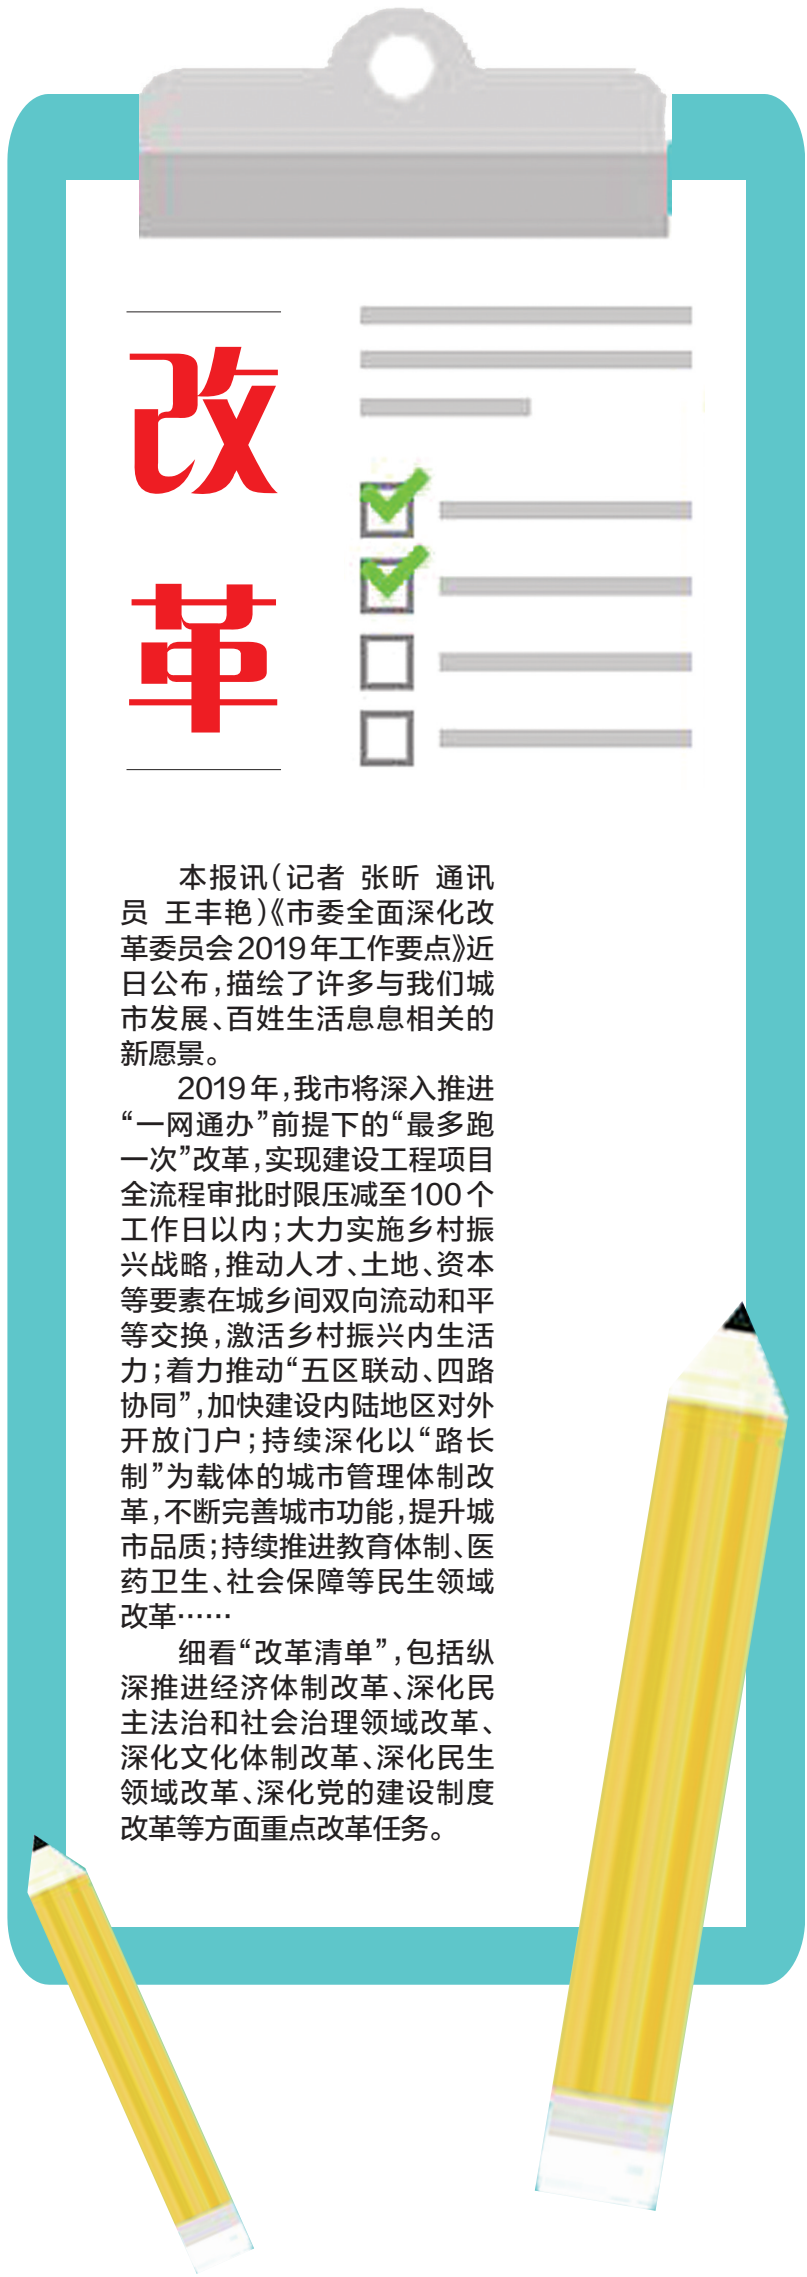 改
革
本报讯(记者 张昕 通讯
员 王丰艳)《市委全面深化改
革委员会2019年工作要点》近
日公布,描绘了许多与我们城
市发展、百姓生活息息相关的
新愿景。
2019年,我市将深入推进
“一网通办”前提下的“最多跑
一次”改革,实现建设工程项目
全流程审批时限压减至100个
工作日以内;大力实施乡村振
兴战略,推动人才、土地、资本
等要素在城乡间双向流动和平
等交换,激活乡村振兴内生活
力;着力推动“五区联动、四路
协同”,加快建设内陆地区对外
开放门户;持续深化以“路长
制”为载体的城市管理体制改
革,不断完善城市功能,提升城
市品质;持续推进教育体制、医
药卫生、社会保障等民生领域
改革……
细看“改革清单”,包括纵
深推进经济体制改革、深化民
主法治和社会治理领域改革、
深化文化体制改革、深化民生
领域改革、深化党的建设制度
改革等方面重点改革任务。